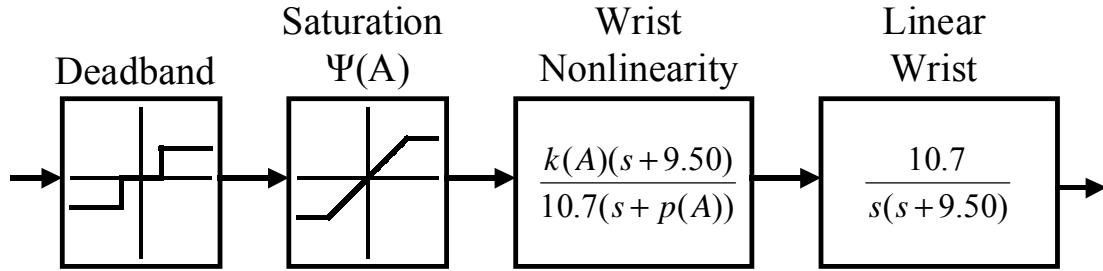 Saturation
Wrist
Linear
Deadband
Ψ(A)
Nonlinearity
Wrist
k(A)(s+9.50)
10.7(s+p(A))
10.7
s(s+9.50)